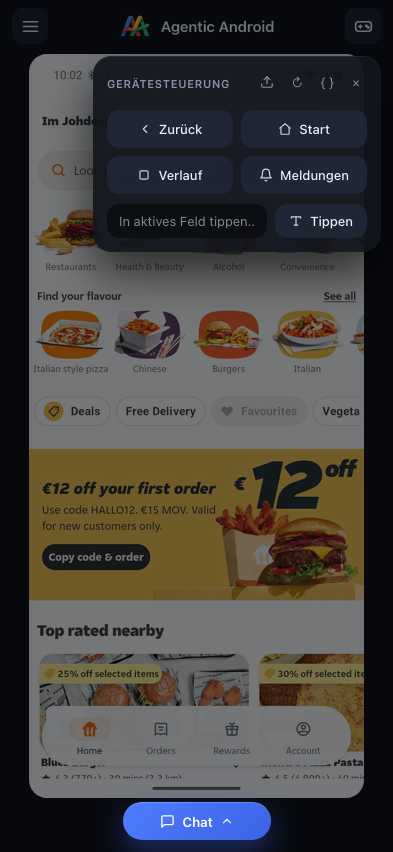 Agentic Android
10:02
GERÄTESTEUERUNG
Im Johde
Zurück
Start
Verlauf
Meldungen
In aktives Feld tippen..
Tippen
Restaurants
Health & Beauty
Alcohol
Convenience
Find your flavour
See all
Italian style pizza
Chinese
Burgers
Italian
Deals
Free Delivery
Favourites
Vegeta
€12 off your first order
Use code HALLO12. €15 MOV. Valid
for new customers only.
Copy code & order
€12 off
Top rated nearby
25% off selected items
30% off selected ite
Home
Orders
Rewards
Account
Chat